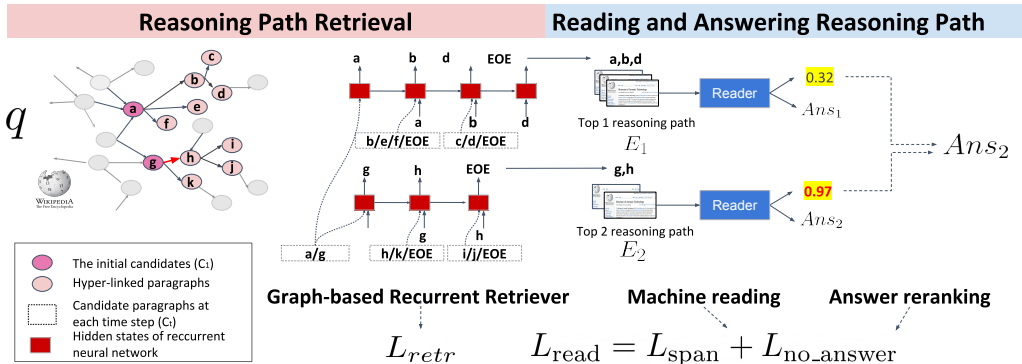 Reasoning Path Retrieval
Reading and Answering Reasoning Path
q
c
b
d
a
e
f
i
g
h
j
k
WIKIPEDIA
The Free Encyclopedia
a
b
d
EOE
a
b
d
b/e/f/EOE
c/d/EOE
g
h
EOE
g
h
a/g
h/k/EOE
i/j/EOE
a,b,d
Top 1 reasoning path
E1
Reader
0.32
Ans1
g,h
Top 2 reasoning path
E2
Reader
0.97
Ans2
Ans2
The initial candidates (C1)
Hyper-linked paragraphs
Candidate paragraphs at
each time step (Ct)
Hidden states of reccurrent
neural network
Graph-based Recurrent Retriever
Machine reading
Answer reranking
Lretr
Lread = Lspan + Lno_answer